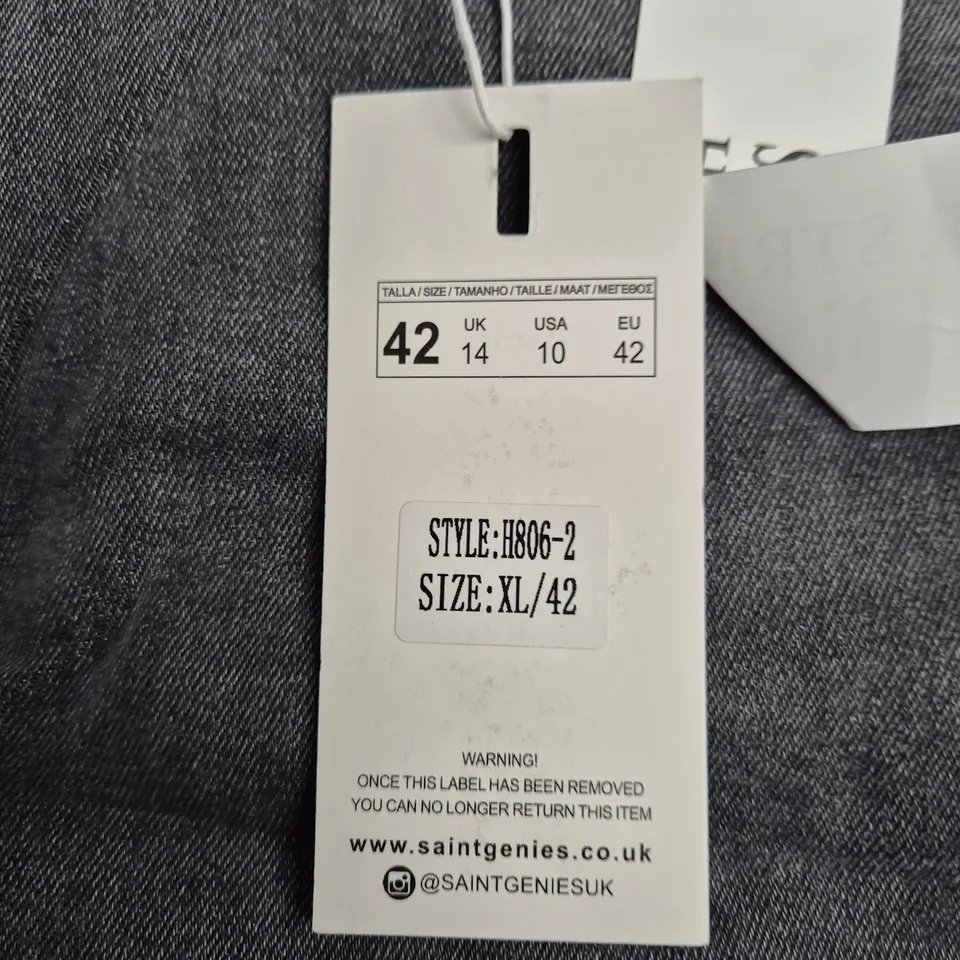 TALLA / SIZE / TAMANHO / TAILLE / MAAT / ΜΕΓΕΘΟΣ
42 UK USA EU
14 10 42
STYLE:H806-2
SIZE:XL/42
WARNING!
ONCE THIS LABEL HAS BEEN REMOVED
YOU CAN NO LONGER RETURN THIS ITEM
www.saintgenies.co.uk
@SAINTGENIESUK